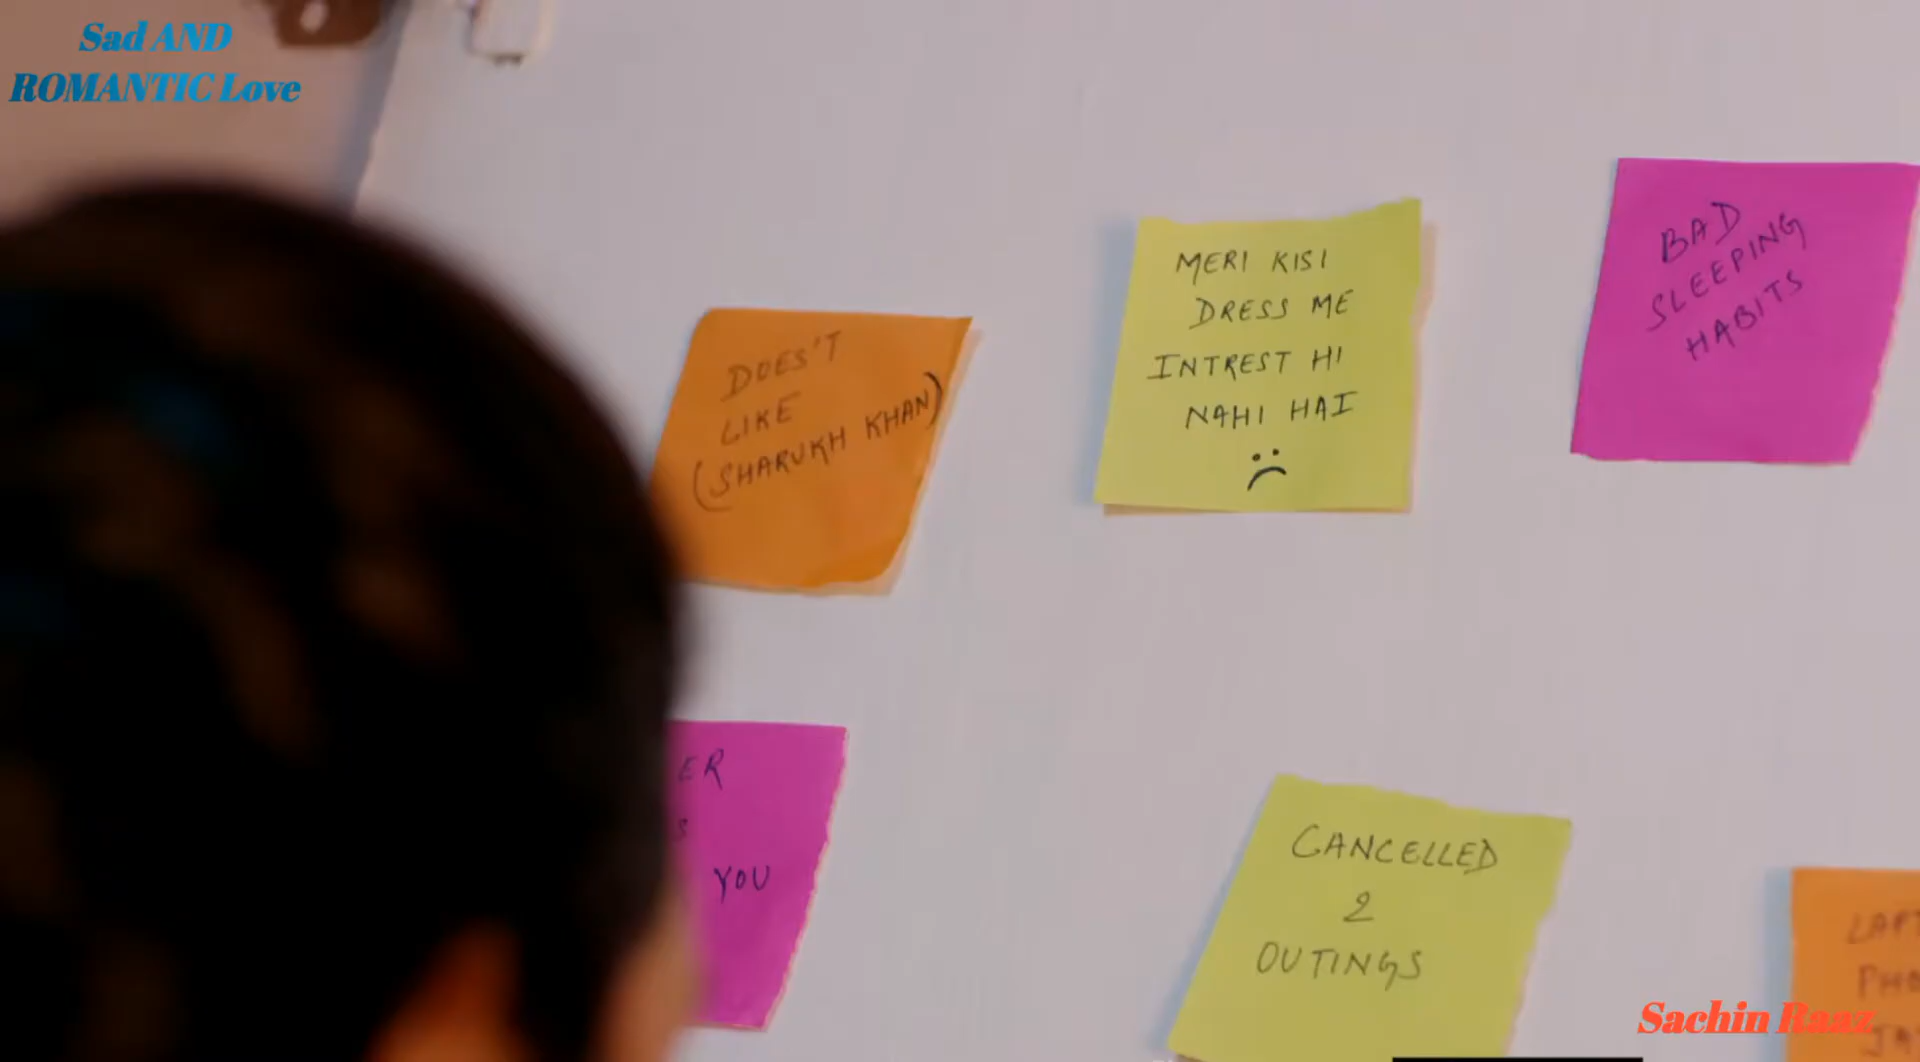 Sad AND
ROMANTIC Love
DOES'T
LIKE
(SHARUKH KHAN)
MERI KISI
DRESS ME
INTREST HI
NAHI HAI
BAD
SLEEPING
HABITS
YOU
CANCELLED
2
OUTINGS
Sachin Raaz